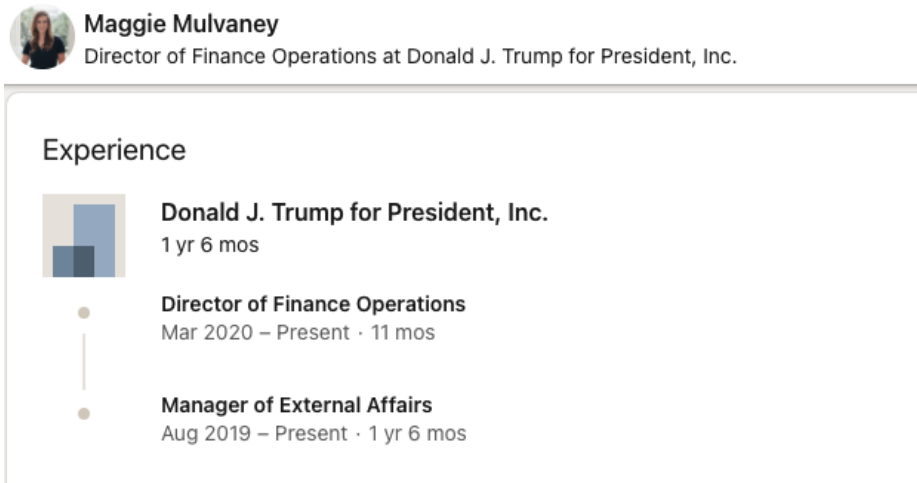 Maggie Mulvaney
Director of Finance Operations at Donald J. Trump for President, Inc.
Experience
Donald J. Trump for President, Inc.
1 yr 6 mos
Director of Finance Operations
Mar 2020 – Present · 11 mos
Manager of External Affairs
Aug 2019 – Present · 1 yr 6 mos